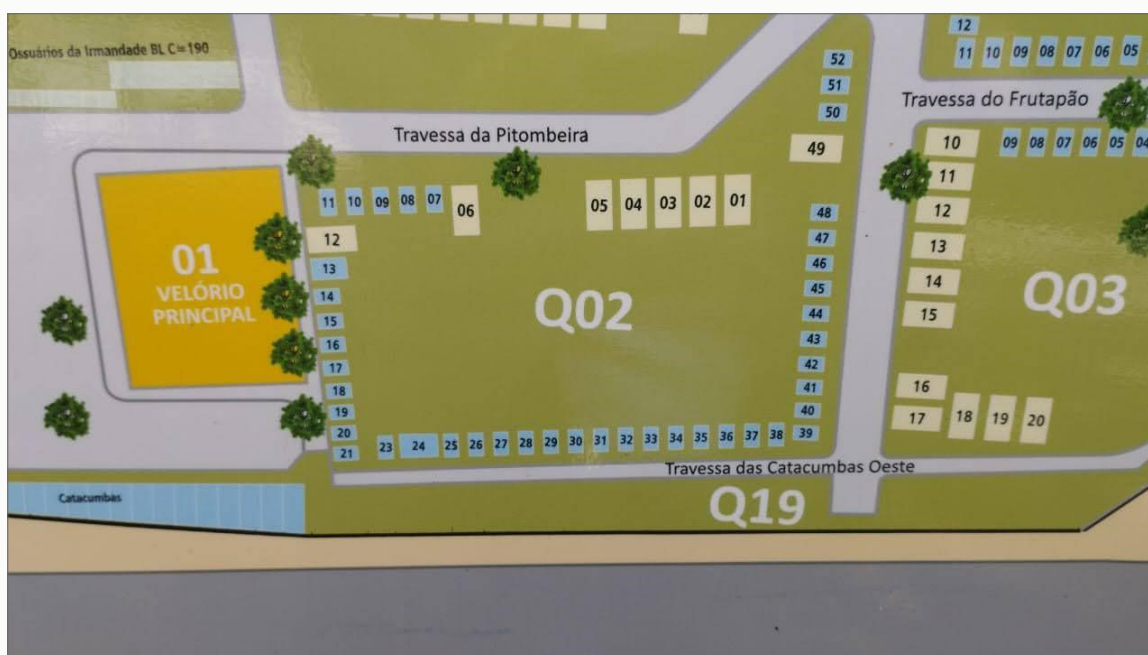 Ossuários da Irmandade BL C=190
12
11 10 09 08 07 06 05
52
51
50
49
Travessa da Pitombeira
Travessa do Frutapão
10
09 08 07 06 05 04
11
12
13
14
15
16
17
18 19 20
Q03
01
VELÓRIO
PRINCIPAL
11 10 09 08 07 06
05 04 03 02 01
12
13
14
15
16
17
18
19
20
21
Q02
48
47
46
45
44
43
42
41
40
23 24 25 26 27 28 29 30 31 32 33 34 35 36 37 38 39
Travessa das Catacumbas Oeste
Q19
Catacumbas